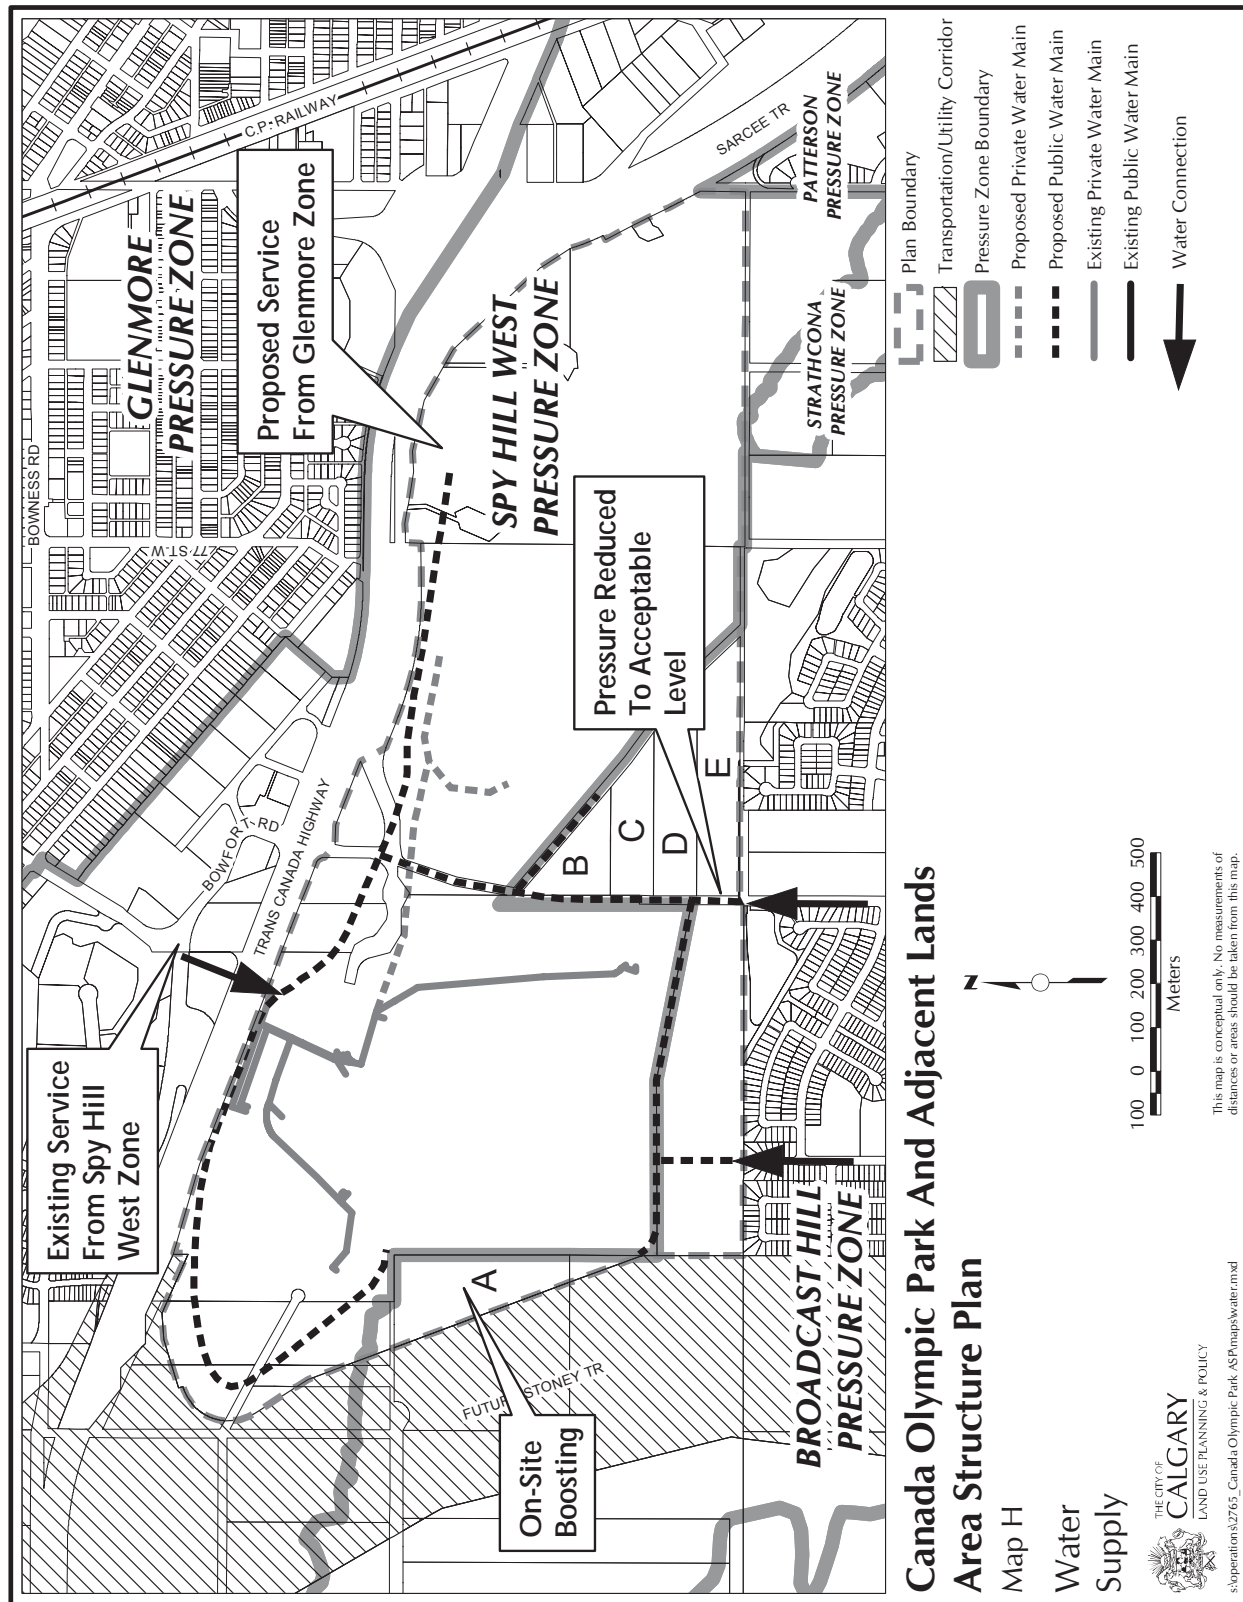 BOWNESS RD
GLENMORE
PRESSURE ZONE
C.P. RAILWAY
77 ST W
Proposed Service
From Glenmore Zone
SARCEE TR
PATTERSON
PRESSURE ZONE
SPY HILL WEST
PRESSURE ZONE
STRATHCONA
PRESSURE ZONE
Existing Service
From Spy Hill
West Zone
BOWFORT RD
TRANS CANADA HIGHWAY
Pressure Reduced
To Acceptable
Level
A
B
C
D
E
FUTURE STONEY TR
On-Site
Boosting
BROADCAST HILL
PRESSURE ZONE
Canada Olympic Park And Adjacent Lands
Area Structure Plan
Map H
Water
Supply
Plan Boundary
Transportation/Utility Corridor
Pressure Zone Boundary
Proposed Private Water Main
Proposed Public Water Main
Existing Private Water Main
Existing Public Water Main
Water Connection
N
100 0 100 200 300 400 500
Meters
This map is conceptual only. No measurements of
distances or areas should be taken from this map.
THE CITY OF
CALGARY
LAND USE PLANNING & POLICY
s:\operations\2765_Canada Olympic Park ASP\maps\water.mxd